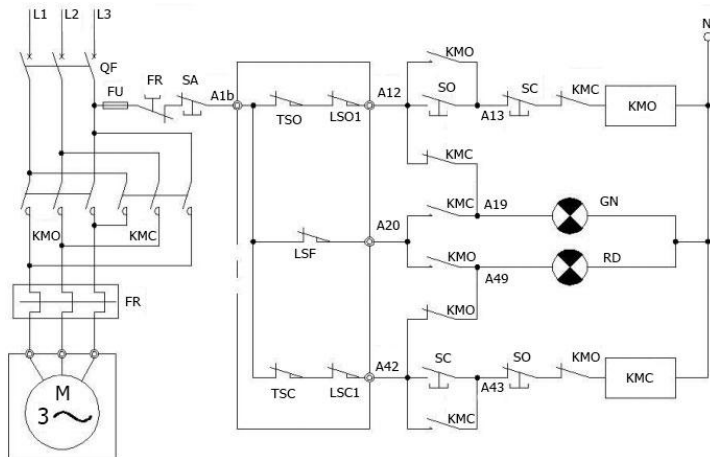 L1 L2 L3
N
QF
FU FR SA A1b
TSO LSO1 A12
KMO
SO
A13
SC
KMC
KMO
KMC
KMO KMC
LSF
A20
KMC
A19
GN
KMO
A49
RD
FR
KMO
TSC LSC1 A42
SC
A43
SO
KMO
KMC
KMC
M
3